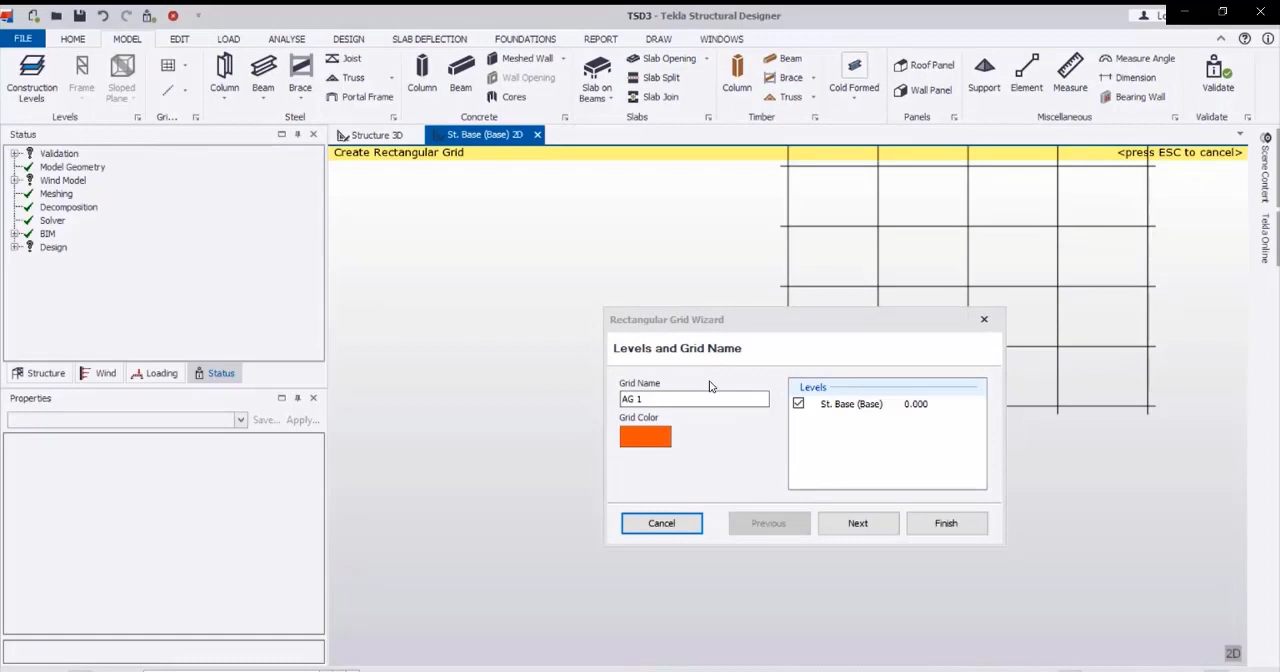 TSD3 - Tekla Structural Designer
FILE HOME MODEL EDIT LOAD ANALYSE DESIGN SLAB DEFLECTION FOUNDATIONS REPORT DRAW WINDOWS
Construction Levels
Frame
Sloped Plane
Levels
Gri...
Column
Beam
Brace
Joist
Truss
Portal Frame
Steel
Column
Beam
Meshed Wall
Wall Opening
Cores
Concrete
Slab on Beams
Slab Opening
Slab Split
Slab Join
Slabs
Column
Beam
Brace
Truss
Timber
Cold Formed
Roof Panel
Wall Panel
Panels
Support
Element
Measure
Measure Angle
Dimension
Bearing Wall
Miscellaneous
Validate
Validate
Status
Validation
Model Geometry
Wind Model
Meshing
Decomposition
Solver
BIM
Design
Structure Wind Loading Status
Properties
Save... Apply...
Structure 3D
St. Base (Base) 2D
Create Rectangular Grid
<press ESC to cancel>
Rectangular Grid Wizard
Levels and Grid Name
Grid Name
AG 1
Grid Color
Levels
St. Base (Base) 0.000
Cancel Previous Next Finish
Scene Content
Tekla Online
2D